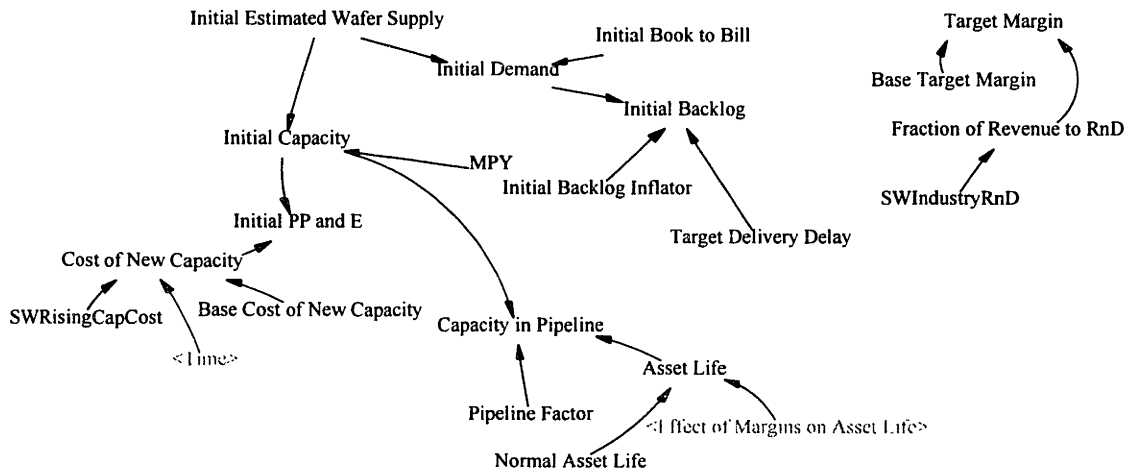 Initial Estimated Wafer Supply
Target Margin
Initial Book to Bill
Initial Demand
Base Target Margin
Initial Backlog
Fraction of Revenue to RnD
Initial Capacity
MPY
Initial Backlog Inflator
SWIndustryRnD
Initial PP and E
Target Delivery Delay
Cost of New Capacity
Base Cost of New Capacity
SWRisingCapCost
Capacity in Pipeline
<Time>
Asset Life
Pipeline Factor
<Effect of Margins on Asset Life>
Normal Asset Life